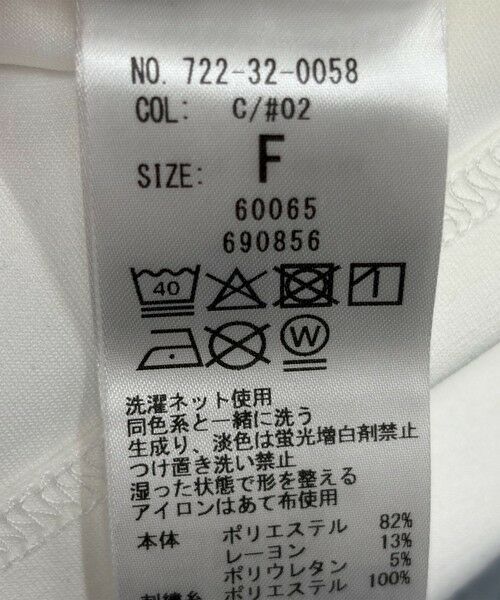 NO. 722-32-0058
COL: C/#02
SIZE: F
60065
690856
40
W
洗濯ネット使用
同色系と一緒に洗う
生成り、淡色は蛍光増白剤禁止
つけ置き洗い禁止
湿った状態で形を整える
アイロンはあて布使用
本体 ポリエステル 82%
レーヨン 13%
ポリウレタン 5%
刺繍糸 ポリエステル 100%